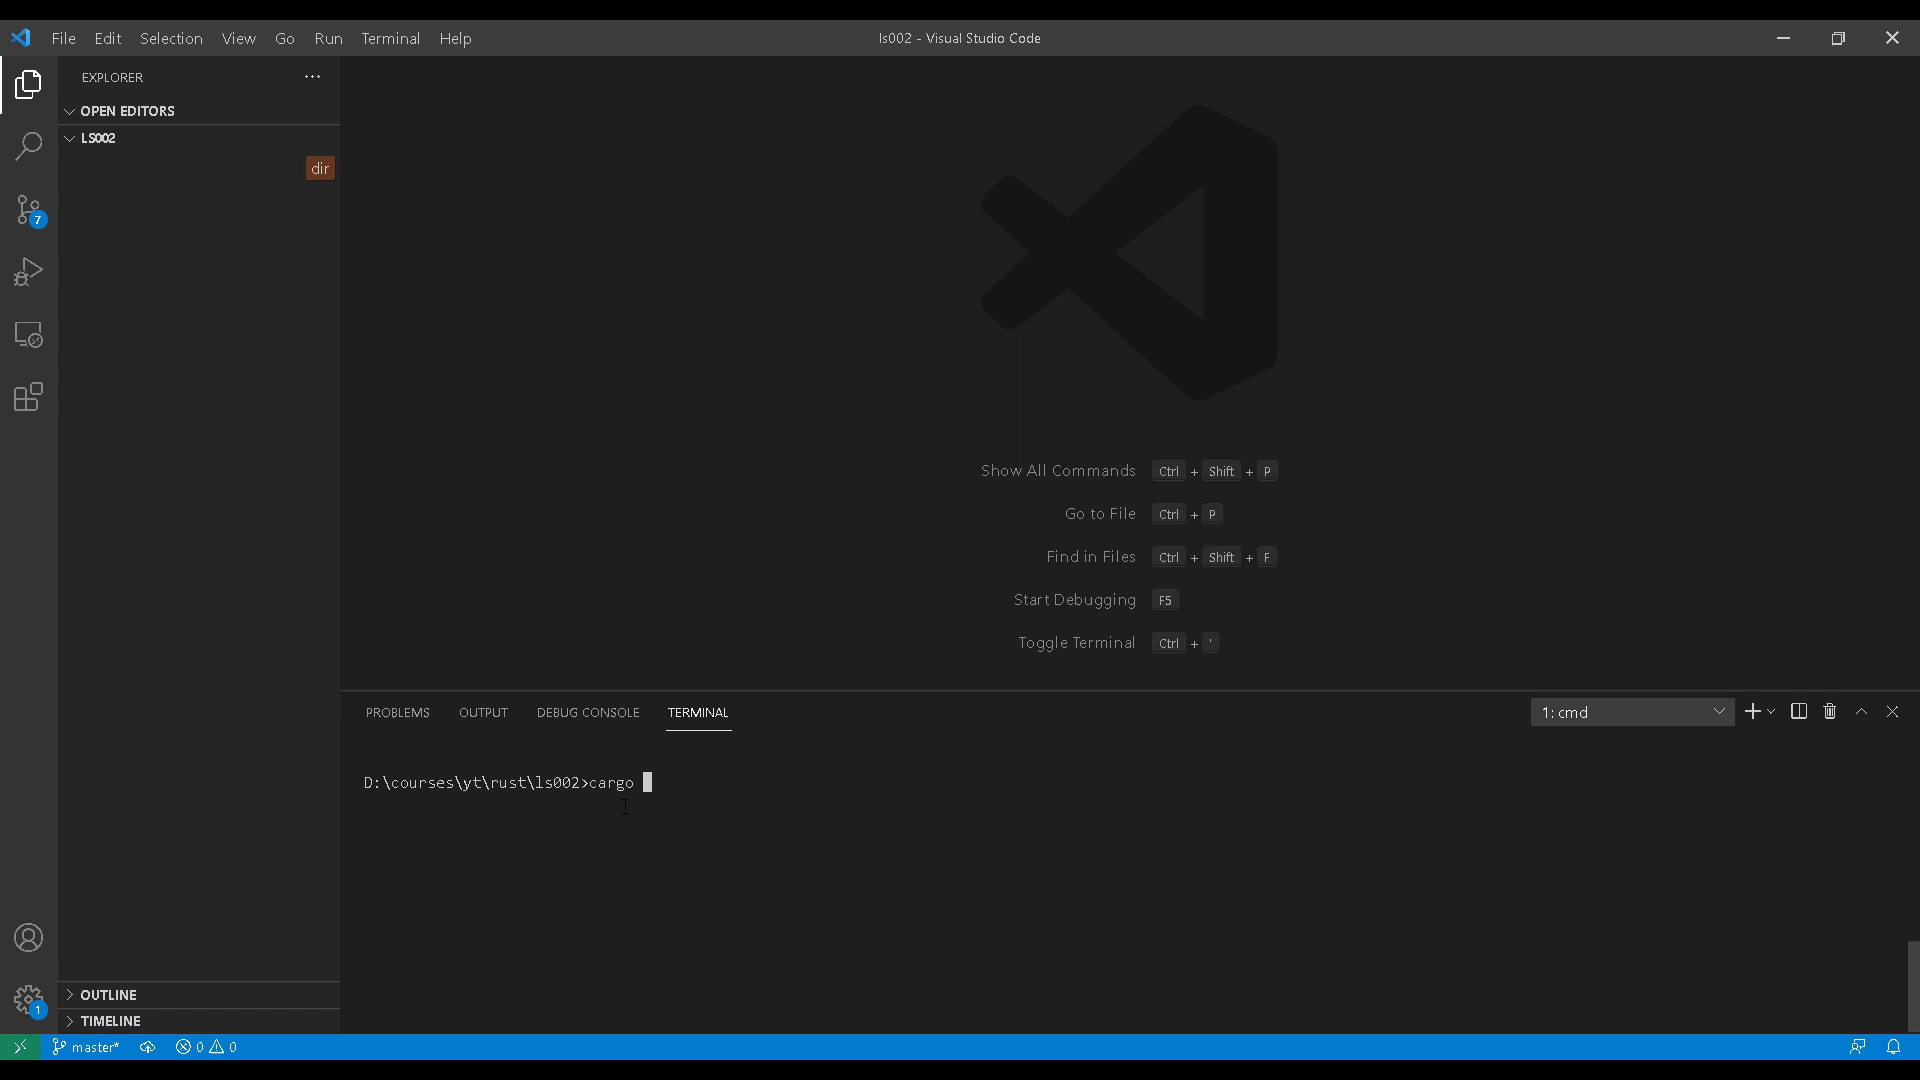 File Edit Selection View Go Run Terminal Help
ls002 - Visual Studio Code
EXPLORER
OPEN EDITORS
LS002
dir
7
Show All Commands Ctrl + Shift + P
Go to File Ctrl + P
Find in Files Ctrl + Shift + F
Start Debugging F5
Toggle Terminal Ctrl + '
PROBLEMS OUTPUT DEBUG CONSOLE TERMINAL
1: cmd
D:\courses\yt\rust\ls002>cargo
OUTLINE
1
TIMELINE
master* 0 0